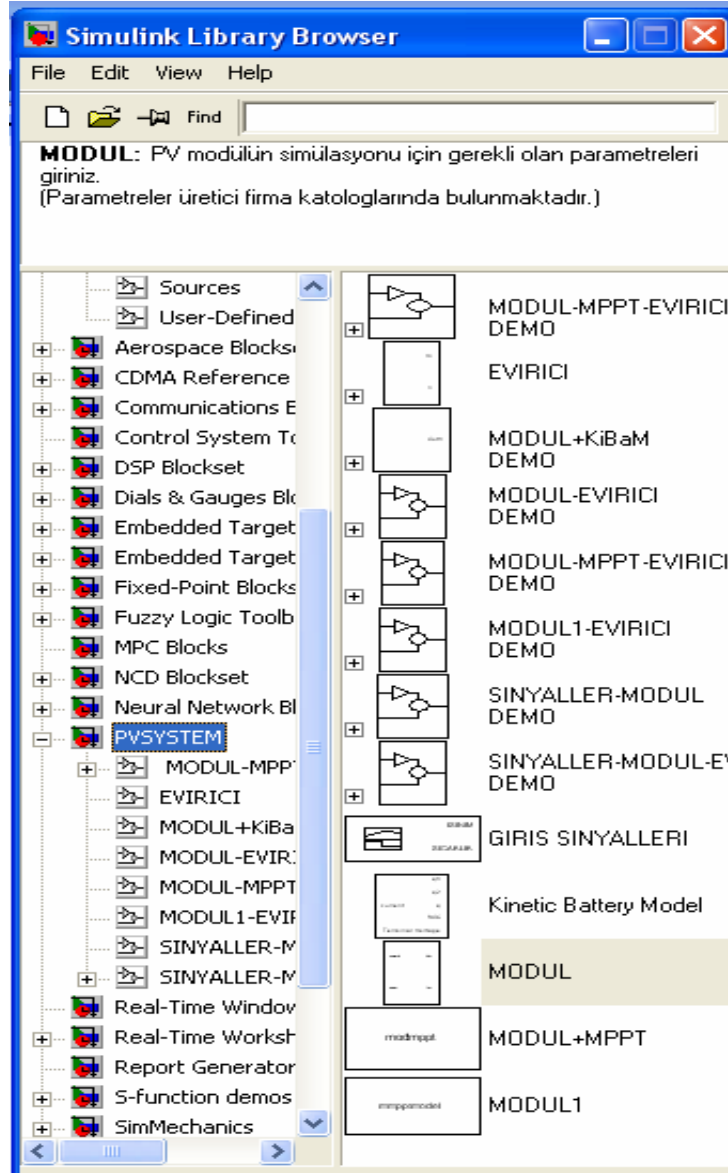 Simulink Library Browser
File Edit View Help
Find
MODUL: PV modülün simülasyonu için gerekli olan parametreleri
giriniz.
(Parametreler üretici firma katologlarında bulunmaktadır.)
Sources
User-Defined
Aerospace Blocks
CDMA Reference
Communications B
Control System To
DSP Blockset
Dials & Gauges Blo
Embedded Target
Embedded Target
Fixed-Point Blocks
Fuzzy Logic Toolb
MPC Blocks
NCD Blockset
Neural Network Bl
PVSYSTEM
MODUL-MPP
EVIRICI
MODUL+KiBa
MODUL-EVIR
MODUL-MPPT
MODUL1-EVIR
SINYALLER-M
SINYALLER-M
Real-Time Window
Real-Time Worksh
Report Generator
S-function demos
SimMechanics
MODUL-MPPT-EVIRICI
DEMO
EVIRICI
MODUL+KiBaM
DEMO
MODUL-EVIRICI
DEMO
MODUL-MPPT-EVIRICI
DEMO
MODUL1-EVIRICI
DEMO
SINYALLER-MODUL
DEMO
SINYALLER-MODUL-EV
DEMO
GIRIS SINYALLERI
Kinetic Battery Model
MODUL
modmppt
MODUL+MPPT
MODUL1